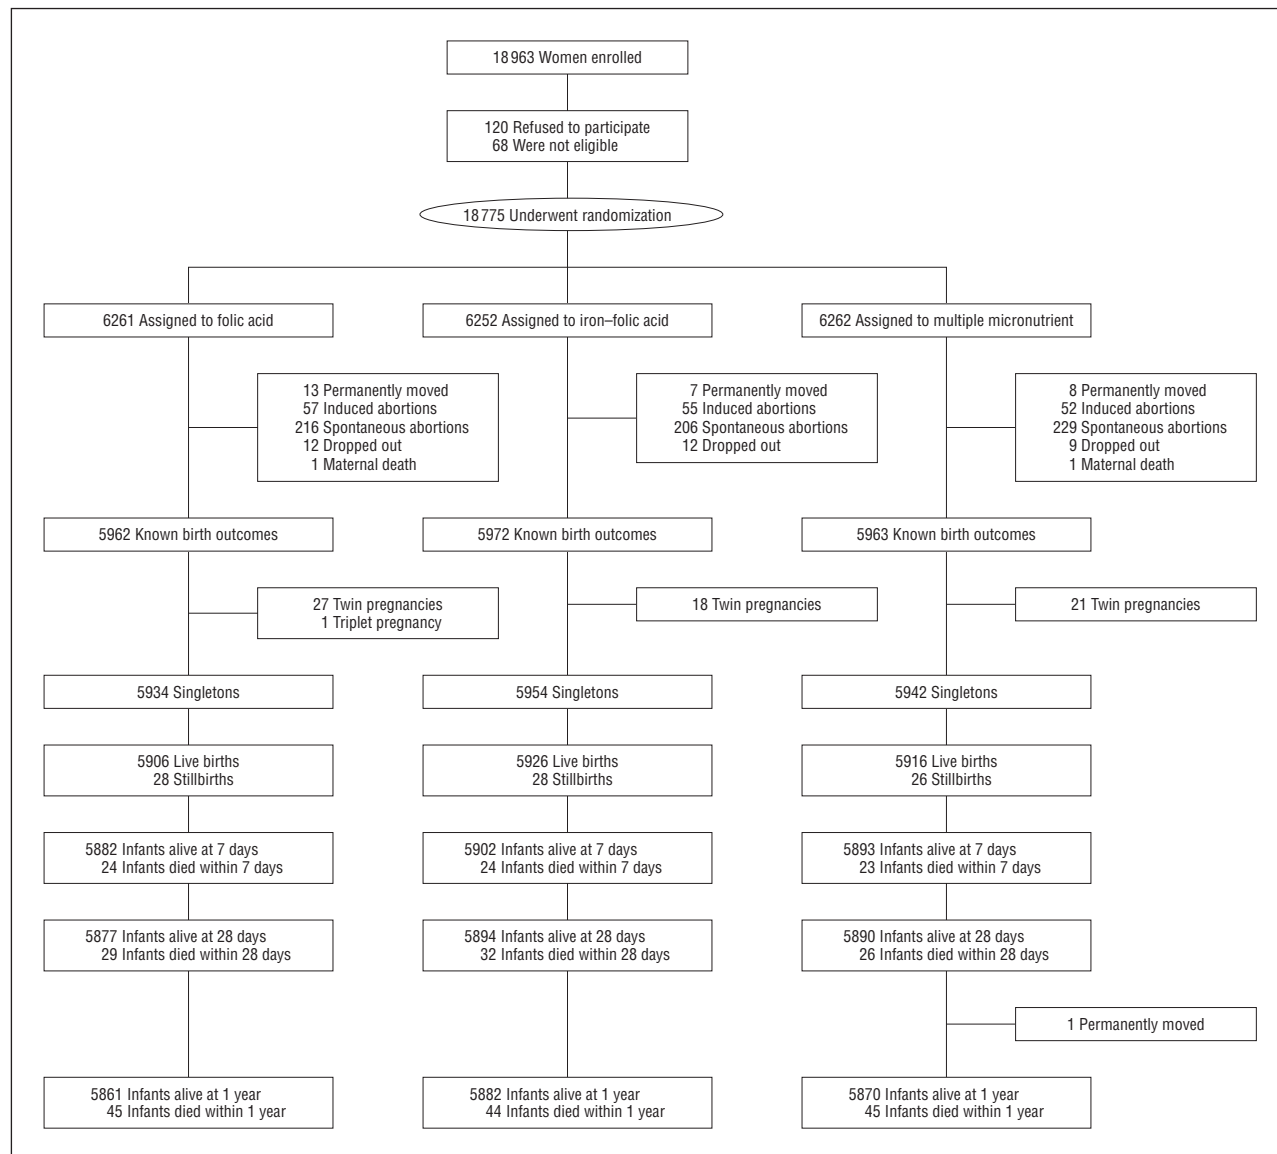 18 963 Women enrolled
120 Refused to participate
68 Were not eligible
18 775 Underwent randomization
6261 Assigned to folic acid
6252 Assigned to iron–folic acid
6262 Assigned to multiple micronutrient
13 Permanently moved
57 Induced abortions
216 Spontaneous abortions
12 Dropped out
1 Maternal death
7 Permanently moved
55 Induced abortions
206 Spontaneous abortions
12 Dropped out
8 Permanently moved
52 Induced abortions
229 Spontaneous abortions
9 Dropped out
1 Maternal death
5962 Known birth outcomes
5972 Known birth outcomes
5963 Known birth outcomes
27 Twin pregnancies
1 Triplet pregnancy
18 Twin pregnancies
21 Twin pregnancies
5934 Singletons
5954 Singletons
5942 Singletons
5906 Live births
28 Stillbirths
5926 Live births
28 Stillbirths
5916 Live births
26 Stillbirths
5882 Infants alive at 7 days
24 Infants died within 7 days
5902 Infants alive at 7 days
24 Infants died within 7 days
5893 Infants alive at 7 days
23 Infants died within 7 days
5877 Infants alive at 28 days
29 Infants died within 28 days
5894 Infants alive at 28 days
32 Infants died within 28 days
5890 Infants alive at 28 days
26 Infants died within 28 days
1 Permanently moved
5861 Infants alive at 1 year
45 Infants died within 1 year
5882 Infants alive at 1 year
44 Infants died within 1 year
5870 Infants alive at 1 year
45 Infants died within 1 year